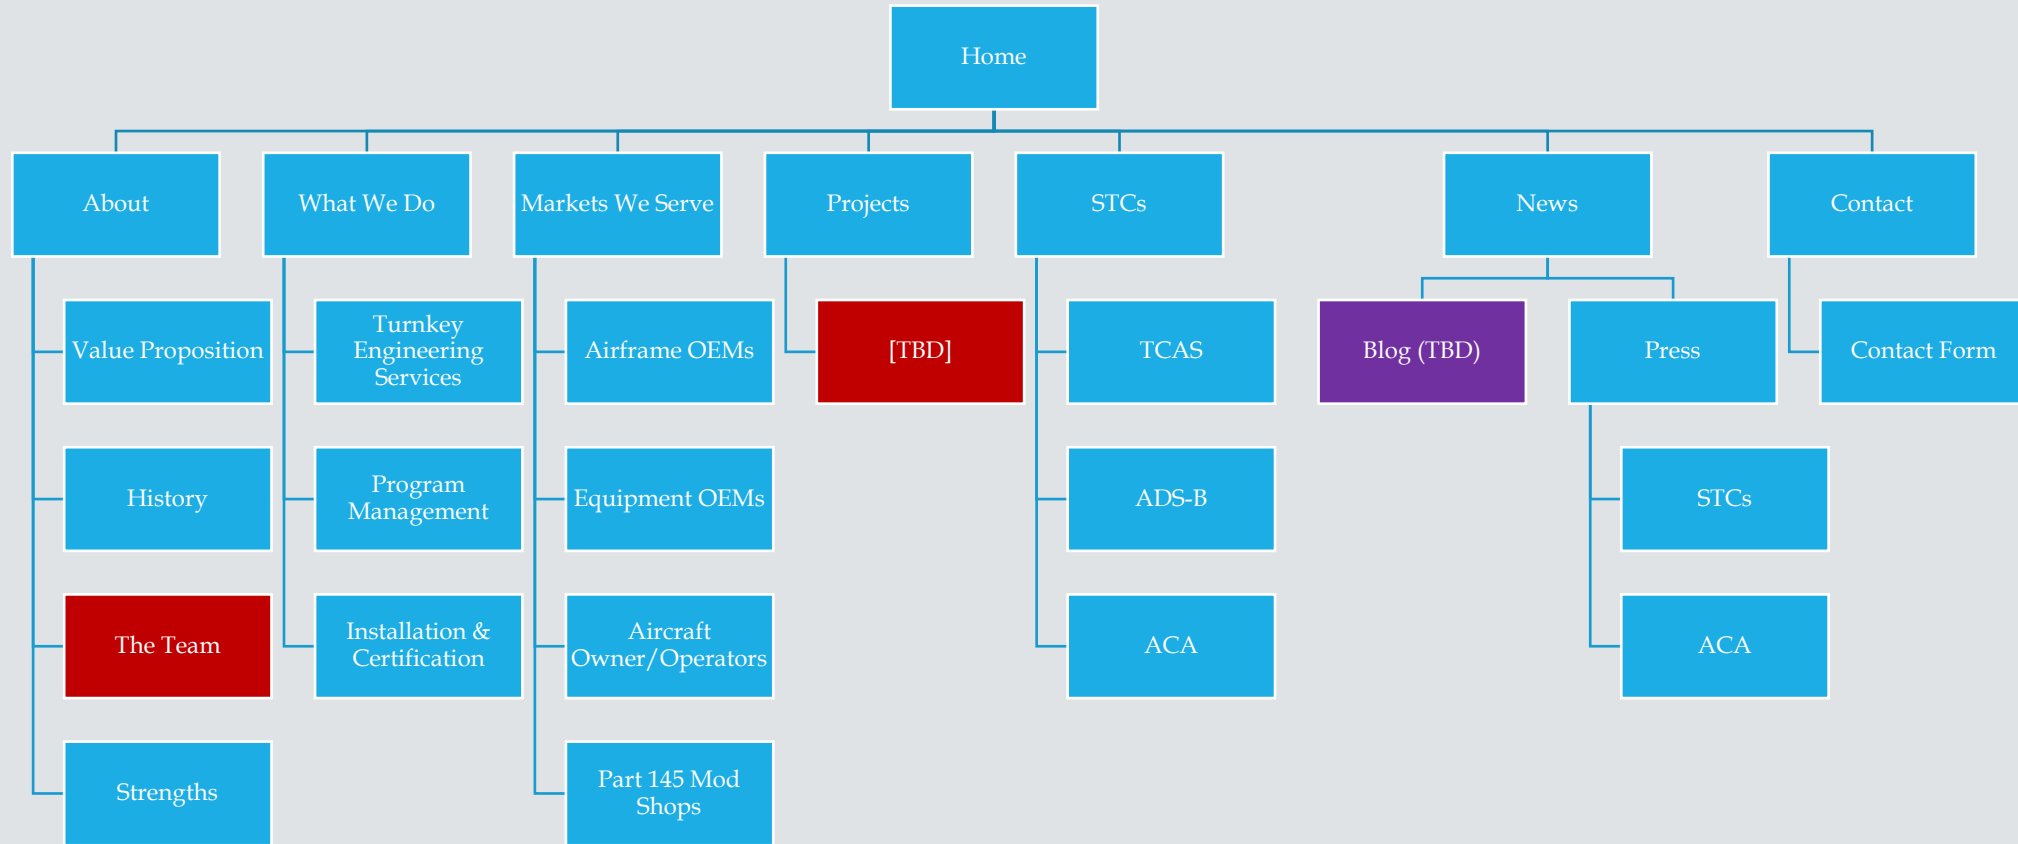 Home
About
What We Do
Markets We Serve
Projects
STCs
News
Contact
Value Proposition
Turnkey
Engineering
Services
Airframe OEMs
[TBD]
TCAS
Blog (TBD)
Press
Contact Form
History
Program
Management
Equipment OEMs
ADS-B
STCs
The Team
Installation &
Certification
Aircraft
Owner/Operators
ACA
ACA
Strengths
Part 145 Mod
Shops